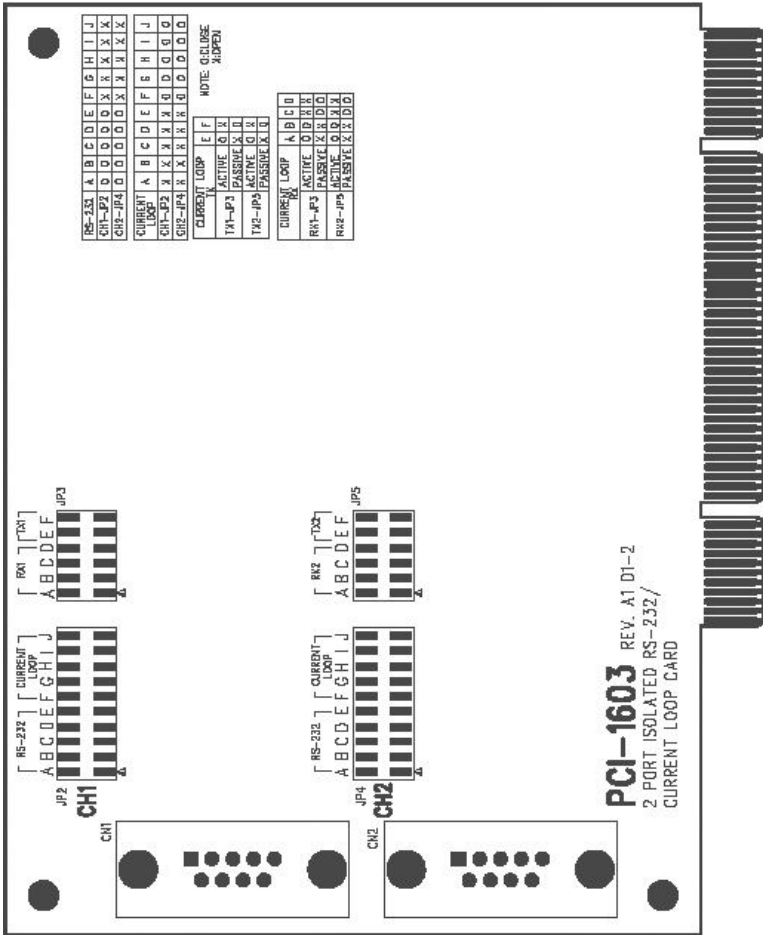 RS-232 A B C D E F G H I J
CH1-JP2 O O O O O X X X X X
CH2-JP4 O O O O O X X X X X
CURRENT LOOP A B C D E F G H I J
CH1-JP2 X X X X X O O O O O
CH2-JP4 X X X X X O O O O O
CURRENT LOOP TX E F
TX1-JP3 ACTIVE O X
PASSIVE X O
TX2-JP5 ACTIVE O X
PASSIVE X O
NOTE: O:CLOSE
X:OPEN
CURRENT LOOP RX A B C D
RX1-JP3 ACTIVE O O X X
PASSIVE X X O O
RX2-JP5 ACTIVE O O X X
PASSIVE X X O O
RS-232 CURRENT LOOP
A B C D E F G H I J
JP2
CH1
RX1 TX1
A B C D E F
JP3
RS-232 CURRENT LOOP
A B C D E F G H I J
JP4
CH2
RX2 TX2
A B C D E F
JP5
CN1
CN2
PCI-1603 REV. A1 01-2
2 PORT ISOLATED RS-232/
CURRENT LOOP CARD